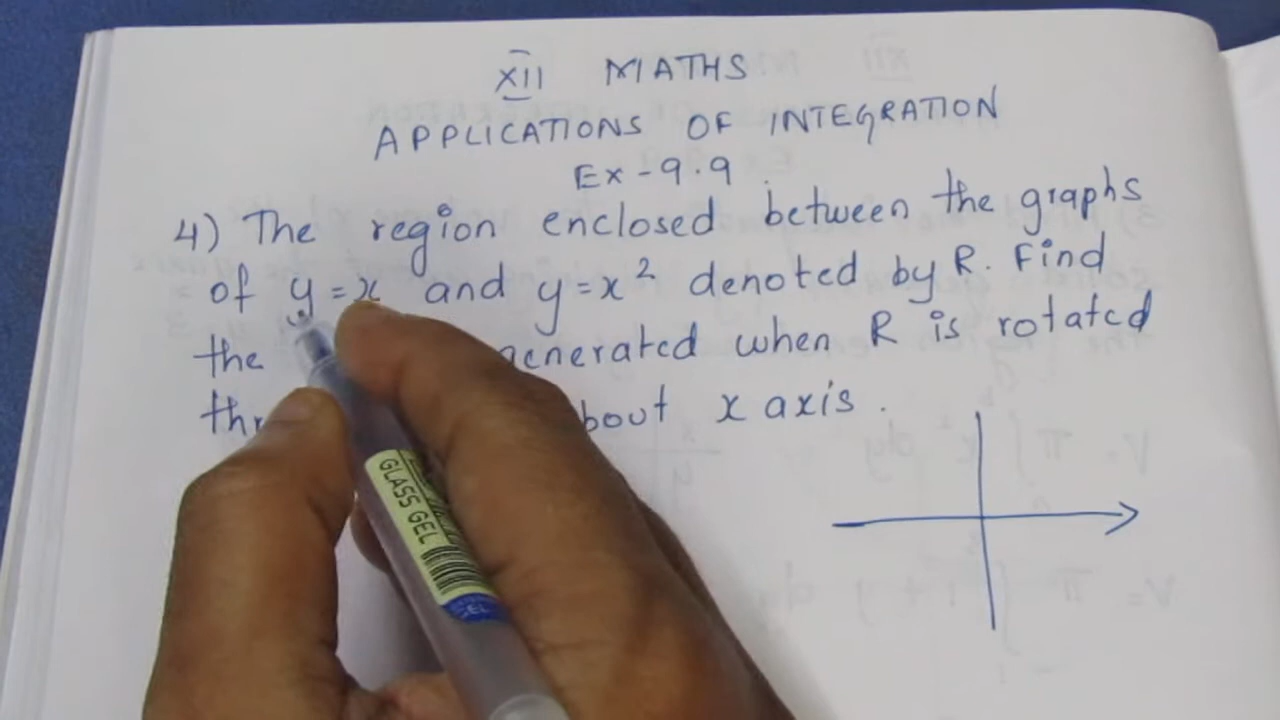 XII MATHS
APPLICATIONS OF INTEGRATION
Ex-9.9.
4) The region enclosed between the graphs
of y=x and y=x² denoted by R. Find
the enerated when R is rotated
thr bout x axis.
GLASS GEL